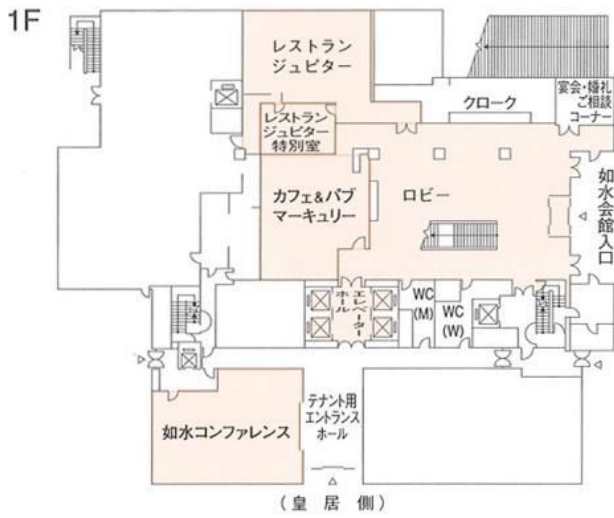 1F
レストラン
ジュピター
クローク
宴会・婚礼
ご相談
コーナー
レストラン
ジュピター
特別室
カフェ&パブ
マーキュリー
ロビー
如水会館入口
エレベーター
ホール
WC
(M)
WC
(W)
如水コンファレンス
テナント用
エントランス
ホール
(皇居側)